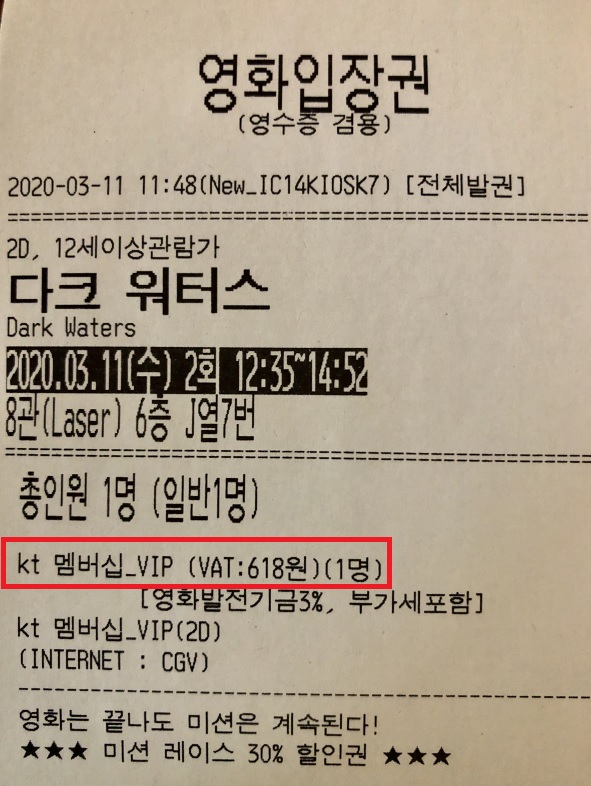 영화입장권
(영수증 겸용)
2020-03-11 11:48(New_IC14KIOSK7) [전체발권]
2D, 12세이상관람가
다크 워터스
Dark Waters
2020.03.11(수) 2회 12:35~14:52
8관(Laser) 6층 J열7번
총인원 1명 (일반1명)
kt 멤버십_VIP (VAT:618원)(1명)
[영화발전기금3%, 부가세포함]
kt 멤버십_VIP(2D)
(INTERNET : CGV)
영화는 끝나도 미션은 계속된다!
★★★ 미션 레이스 30% 할인권 ★★★